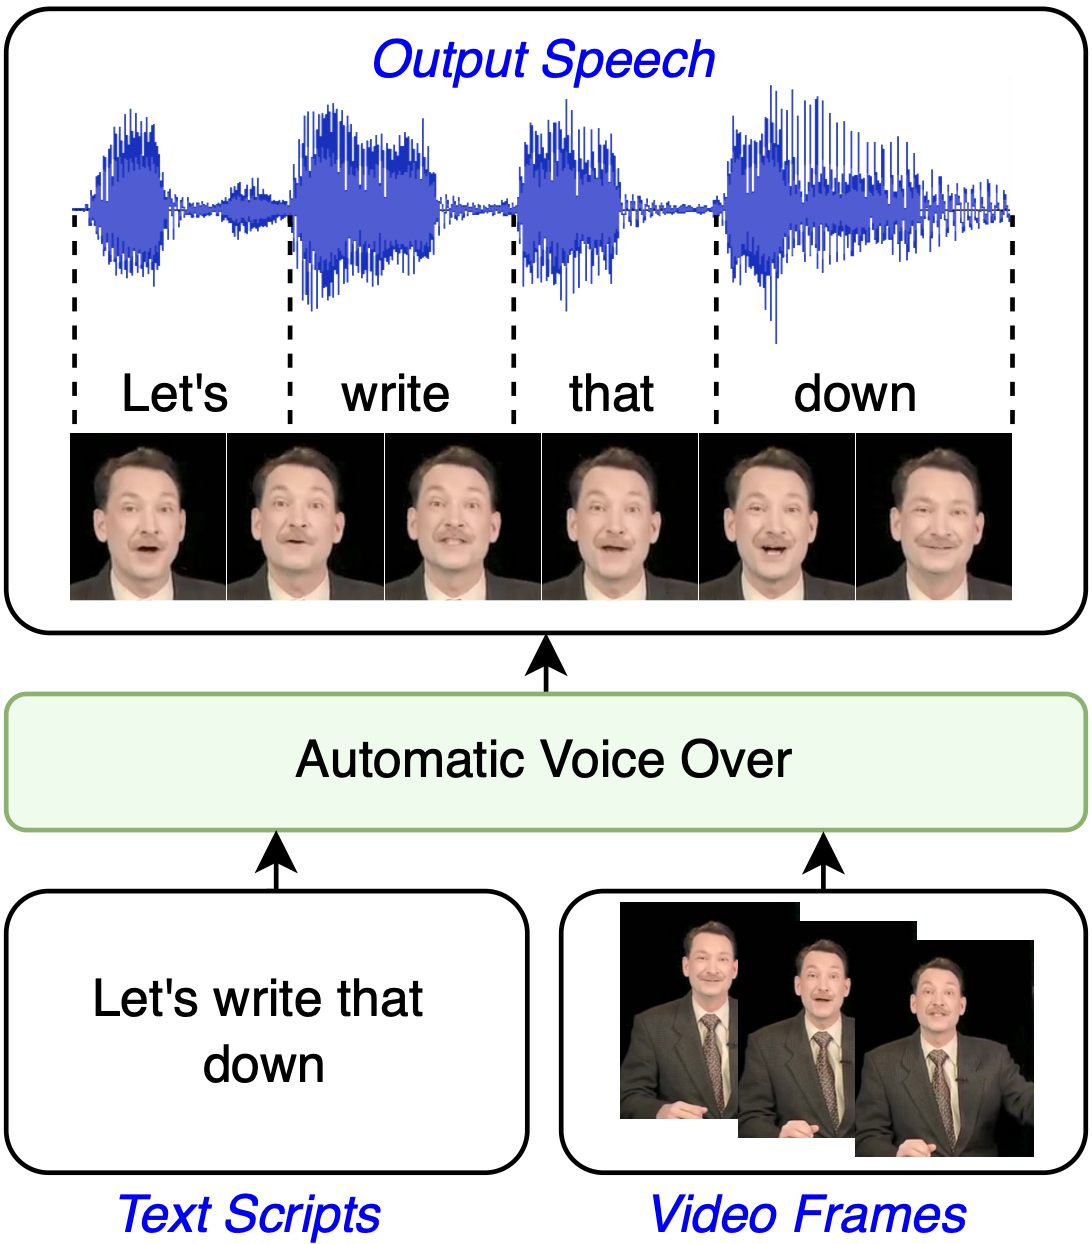 Output Speech
Let's write that down
Automatic Voice Over
Let's write that
down
Text Scripts
Video Frames